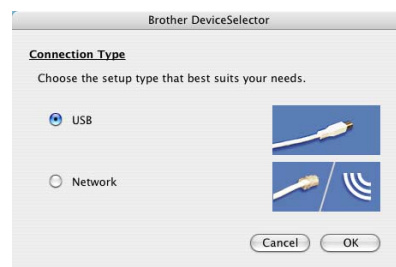 Brother DeviceSelector
Connection Type
Choose the setup type that best suits your needs.
USB
Network
Cancel OK